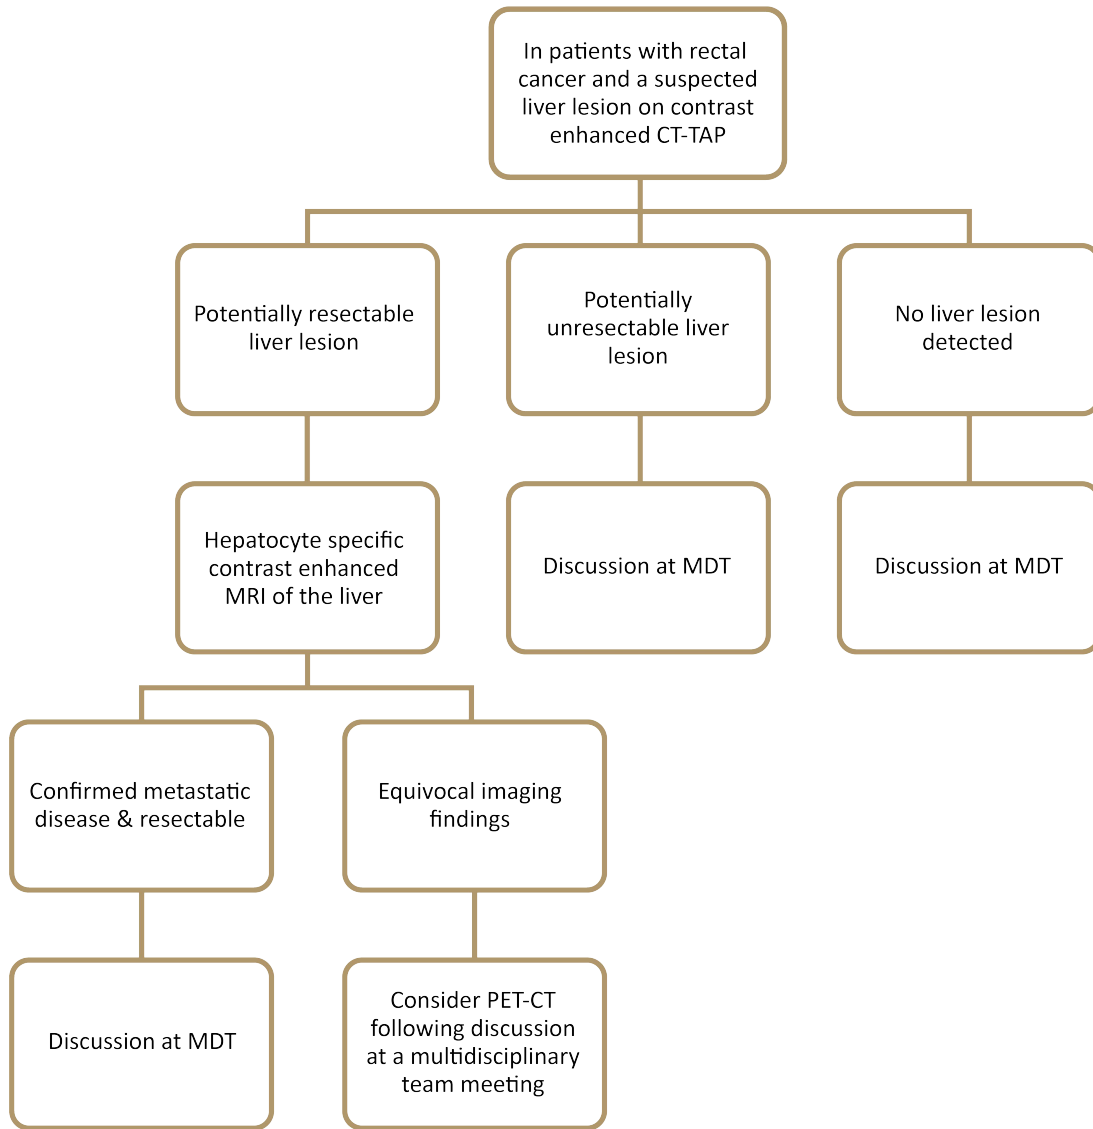 In patients with rectal
cancer and a suspected
liver lesion on contrast
enhanced CT-TAP
Potentially resectable
liver lesion
Potentially
unresectable liver
lesion
No liver lesion
detected
Hepatocyte specific
contrast enhanced
MRI of the liver
Discussion at MDT
Discussion at MDT
Confirmed metastatic
disease & resectable
Equivocal imaging
findings
Discussion at MDT
Consider PET-CT
following discussion
at a multidisciplinary
team meeting